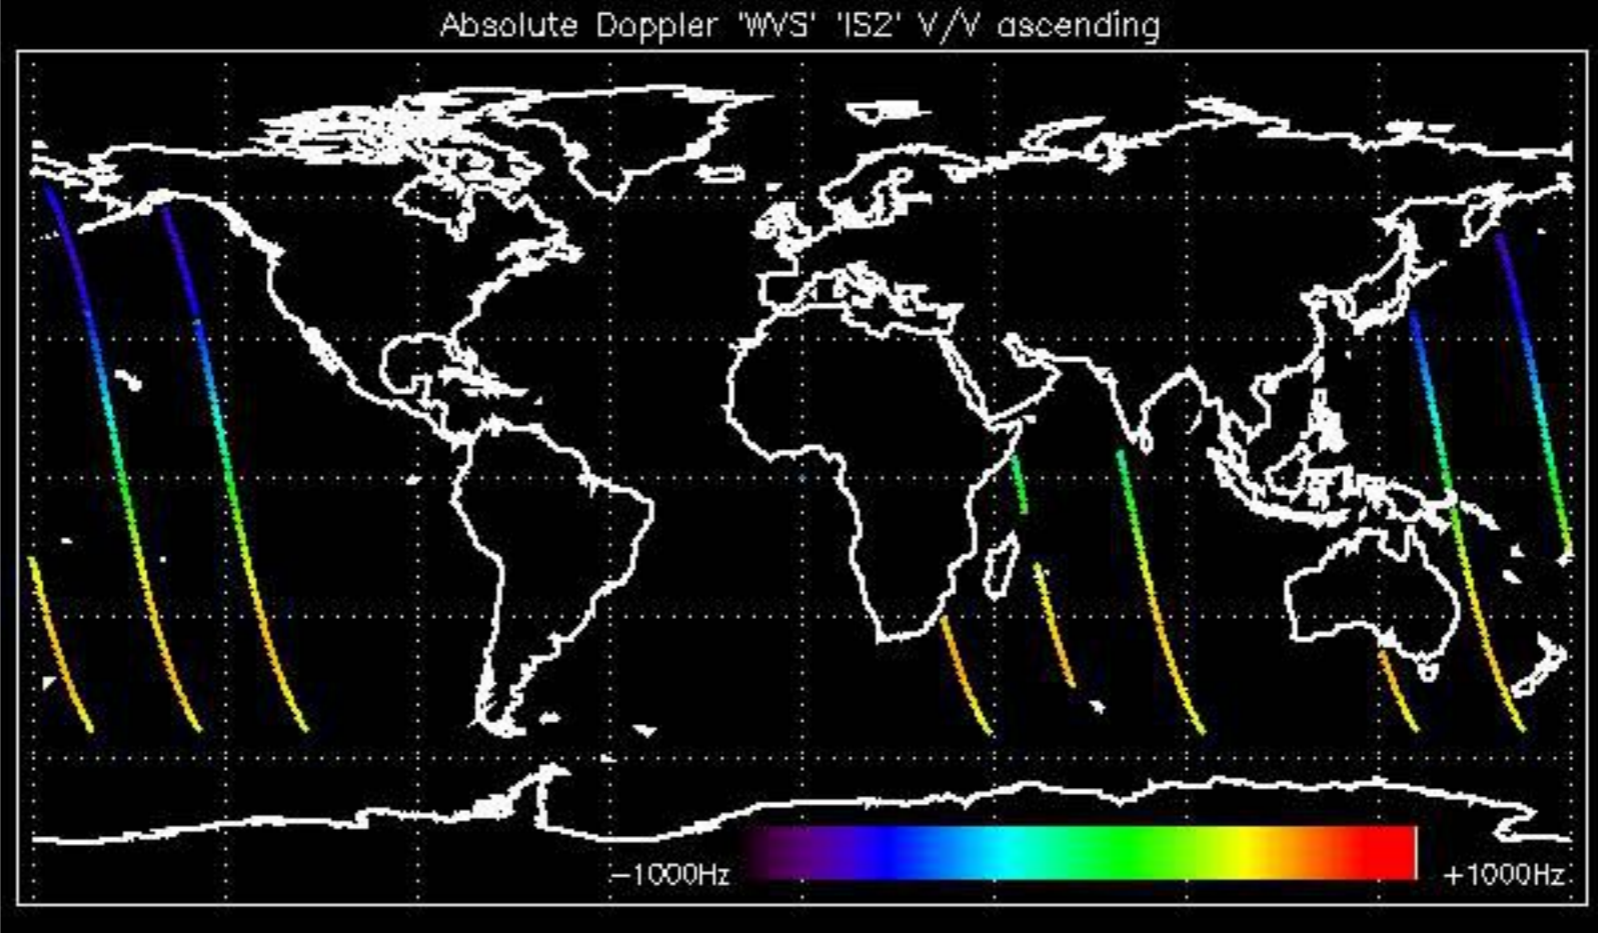 Absolute Doppler 'WVS' 'IS2' V/V ascending
-1000Hz +1000Hz